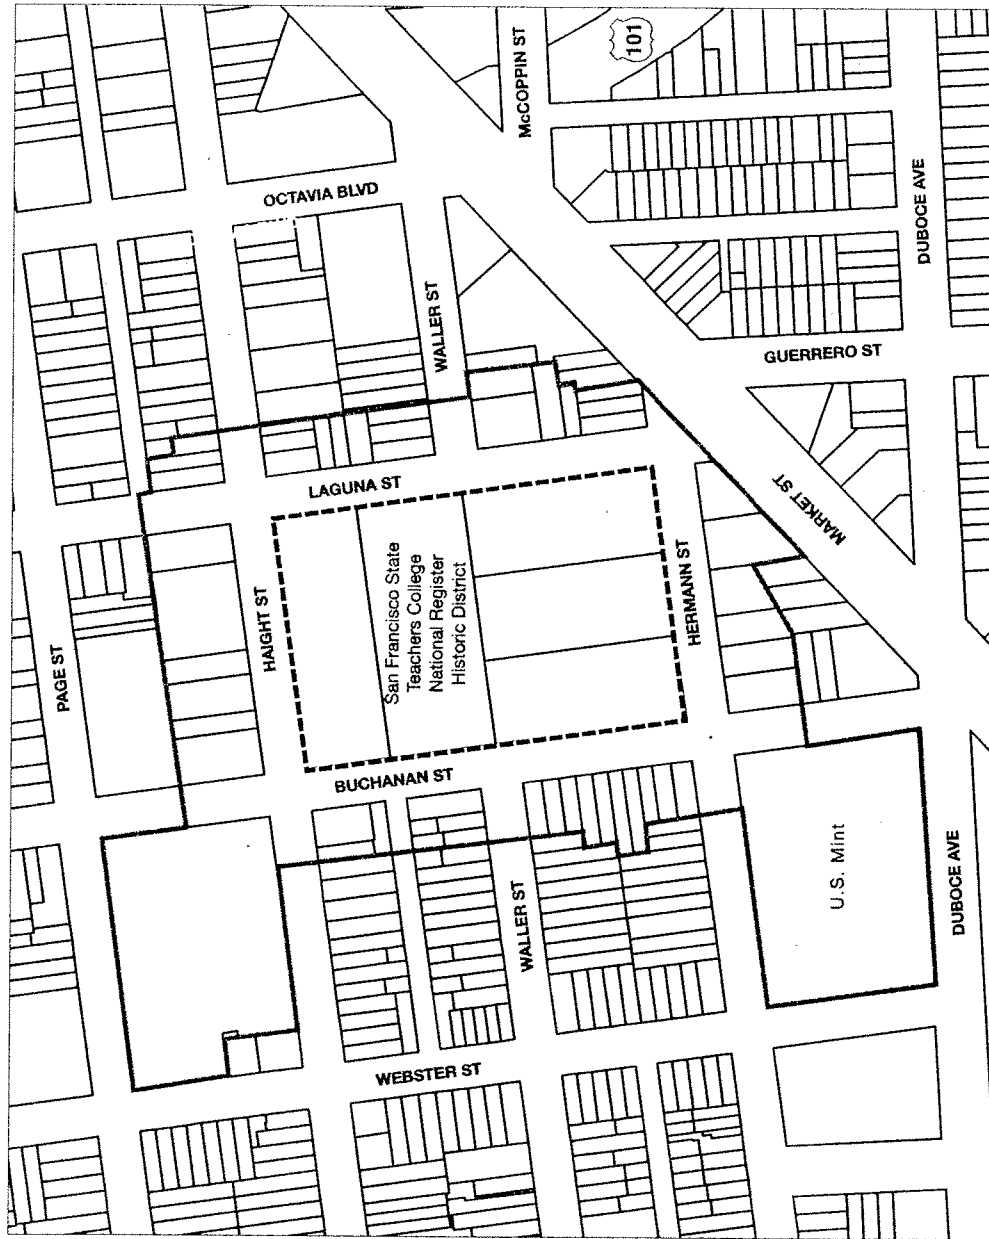 McCOPPIN ST
101
OCTAVIA BLVD
DUBOCE AVE
WALLER ST
GUERRERO ST
LAGUNA ST
MARKET ST
San Francisco State
Teachers College
National Register
Historic District
HAIGHT ST
HERMANN ST
PAGE ST
BUCHANAN ST
U.S. Mint
DUBOCE AVE
WALLER ST
WEBSTER ST